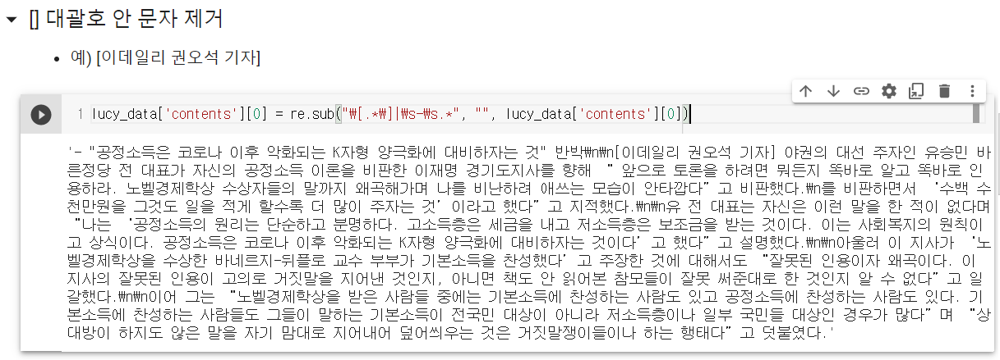 [] 대괄호 안 문자 제거
예) [이데일리 권오석 기자]
1 lucy_data['contents'][0] = re.sub("₩[.*₩]|₩s-₩s.*", "", lucy_data['contents'][0])
'- "공정소득은 코로나 이후 악화되는 K자형 양극화에 대비하자는 것" 반박₩n₩n[이데일리 권오석 기자] 야권의 대선 주자인 유승민 바
른정당 전 대표가 자신의 공정소득 이론을 비판한 이재명 경기도지사를 향해 “앞으로 토론을 하려면 뭐든지 똑바로 알고 똑바로 인
용하라. 노벨경제학상 수상자들의 말까지 왜곡해가며 나를 비난하려 애쓰는 모습이 안타깝다”고 비판했다.₩n를 비판하면서 ‘수백 수
천만원을 그것도 일을 적게 할수록 더 많이 주자는 것’이라고 했다”고 지적했다.₩n₩n유 전 대표는 자신은 이런 말을 한 적이 없다며
“나는 ‘공정소득의 원리는 단순하고 분명하다. 고소득층은 세금을 내고 저소득층은 보조금을 받는 것이다. 이는 사회복지의 원칙이
고 상식이다. 공정소득은 코로나 이후 악화되는 K자형 양극화에 대비하자는 것이다’고 했다”고 설명했다.₩n₩n아울러 이 지사가 ‘노
벨경제학상을 수상한 바네르지-뒤플로 교수 부부가 기본소득을 찬성했다’고 주장한 것에 대해서도 “잘못된 인용이자 왜곡이다. 이
지사의 잘못된 인용이 고의로 거짓말을 지어낸 것인지, 아니면 책도 안 읽어본 참모들이 잘못 써준대로 한 것인지 알 수 없다”고 일
갈했다.₩n₩n이어 그는 “노벨경제학상을 받은 사람들 중에는 기본소득에 찬성하는 사람도 있고 공정소득에 찬성하는 사람도 있다. 기
본소득에 찬성하는 사람들도 그들이 말하는 기본소득이 전국민 대상이 아니라 저소득층이나 일부 국민들 대상인 경우가 많다”며 “상
대방이 하지도 않은 말을 자기 맘대로 지어내어 덮어씌우는 것은 거짓말쟁이들이나 하는 행태다”고 덧붙였다.'